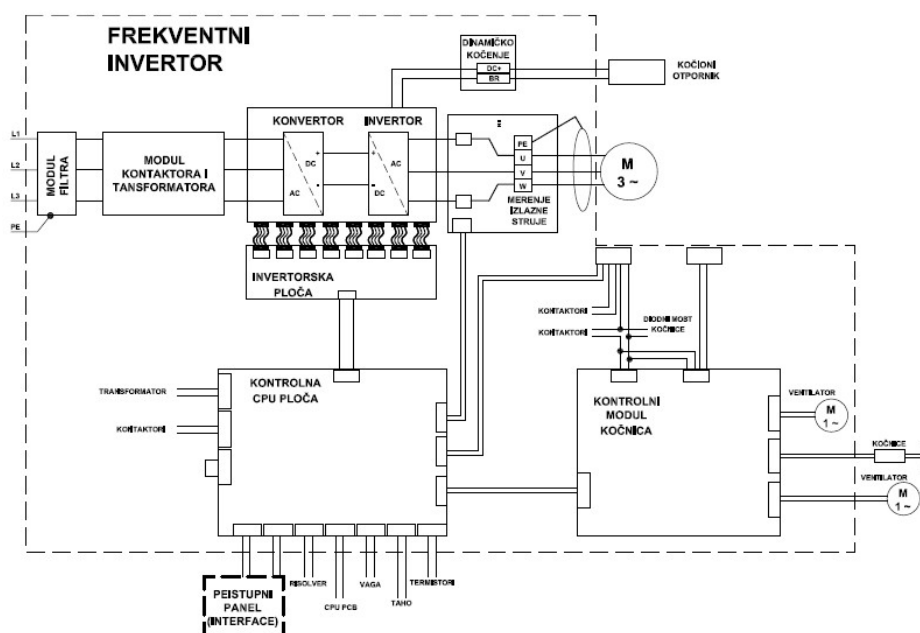 FREKVENTNI
INVERTOR
DINAMIČKO
KOČENJE
DC+
BR
KOČIONI
OTPORNIK
KONVERTOR
INVERTOR
L1
L2
L3
PE
MODUL
FILTRA
MODUL
KONTAKTORA I
TANSFORMATORA
DC
AC
+
-
+
-
AC
DC
PE
U
V
W
MERENJE
IZLAZNE
STRUJE
M
3 ~
INVERTORSKA
PLOČA
KONTAKTORI
KONTAKTORI
DIODNI MOST
KOČNICE
TRANSFORMATOR
KONTAKTORI
KONTROLNA
CPU PLOČA
KONTROLNI
MODUL
KOČNICA
VENTILATOR
M
1 ~
KOČNICE
VENTILATOR
M
1 ~
PEISTUPNI
PANEL
(INTERFACE)
RISOLVER
CPU PCB
VAGA
TAHO
TERMISTORI